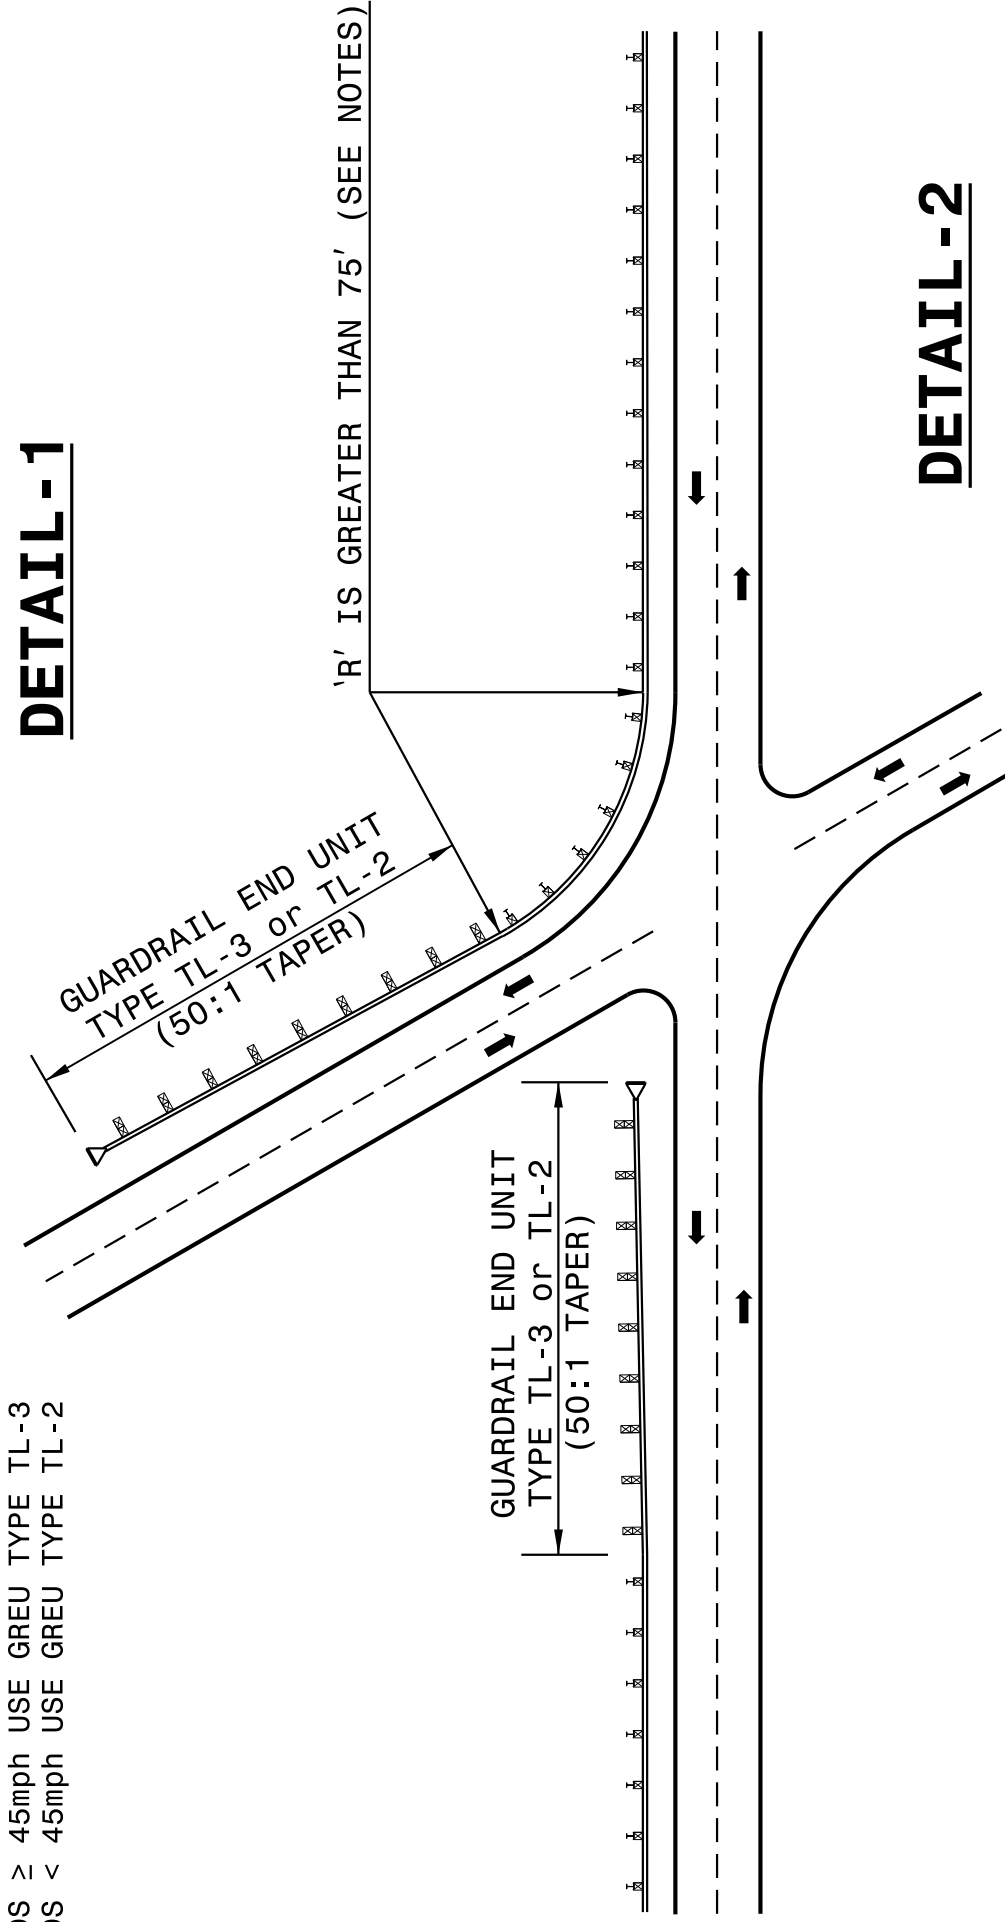 ≥ 45mph USE GREU TYPE TL-3
< 45mph USE GREU TYPE TL-2
DETAIL-1
GUARDRAIL END UNIT
TYPE TL-3 or TL-2
(50:1 TAPER)
'R' IS GREATER THAN 75' (SEE NOTES)
GUARDRAIL END UNIT
TYPE TL-3 or TL-2
(50:1 TAPER)
DETAIL-2